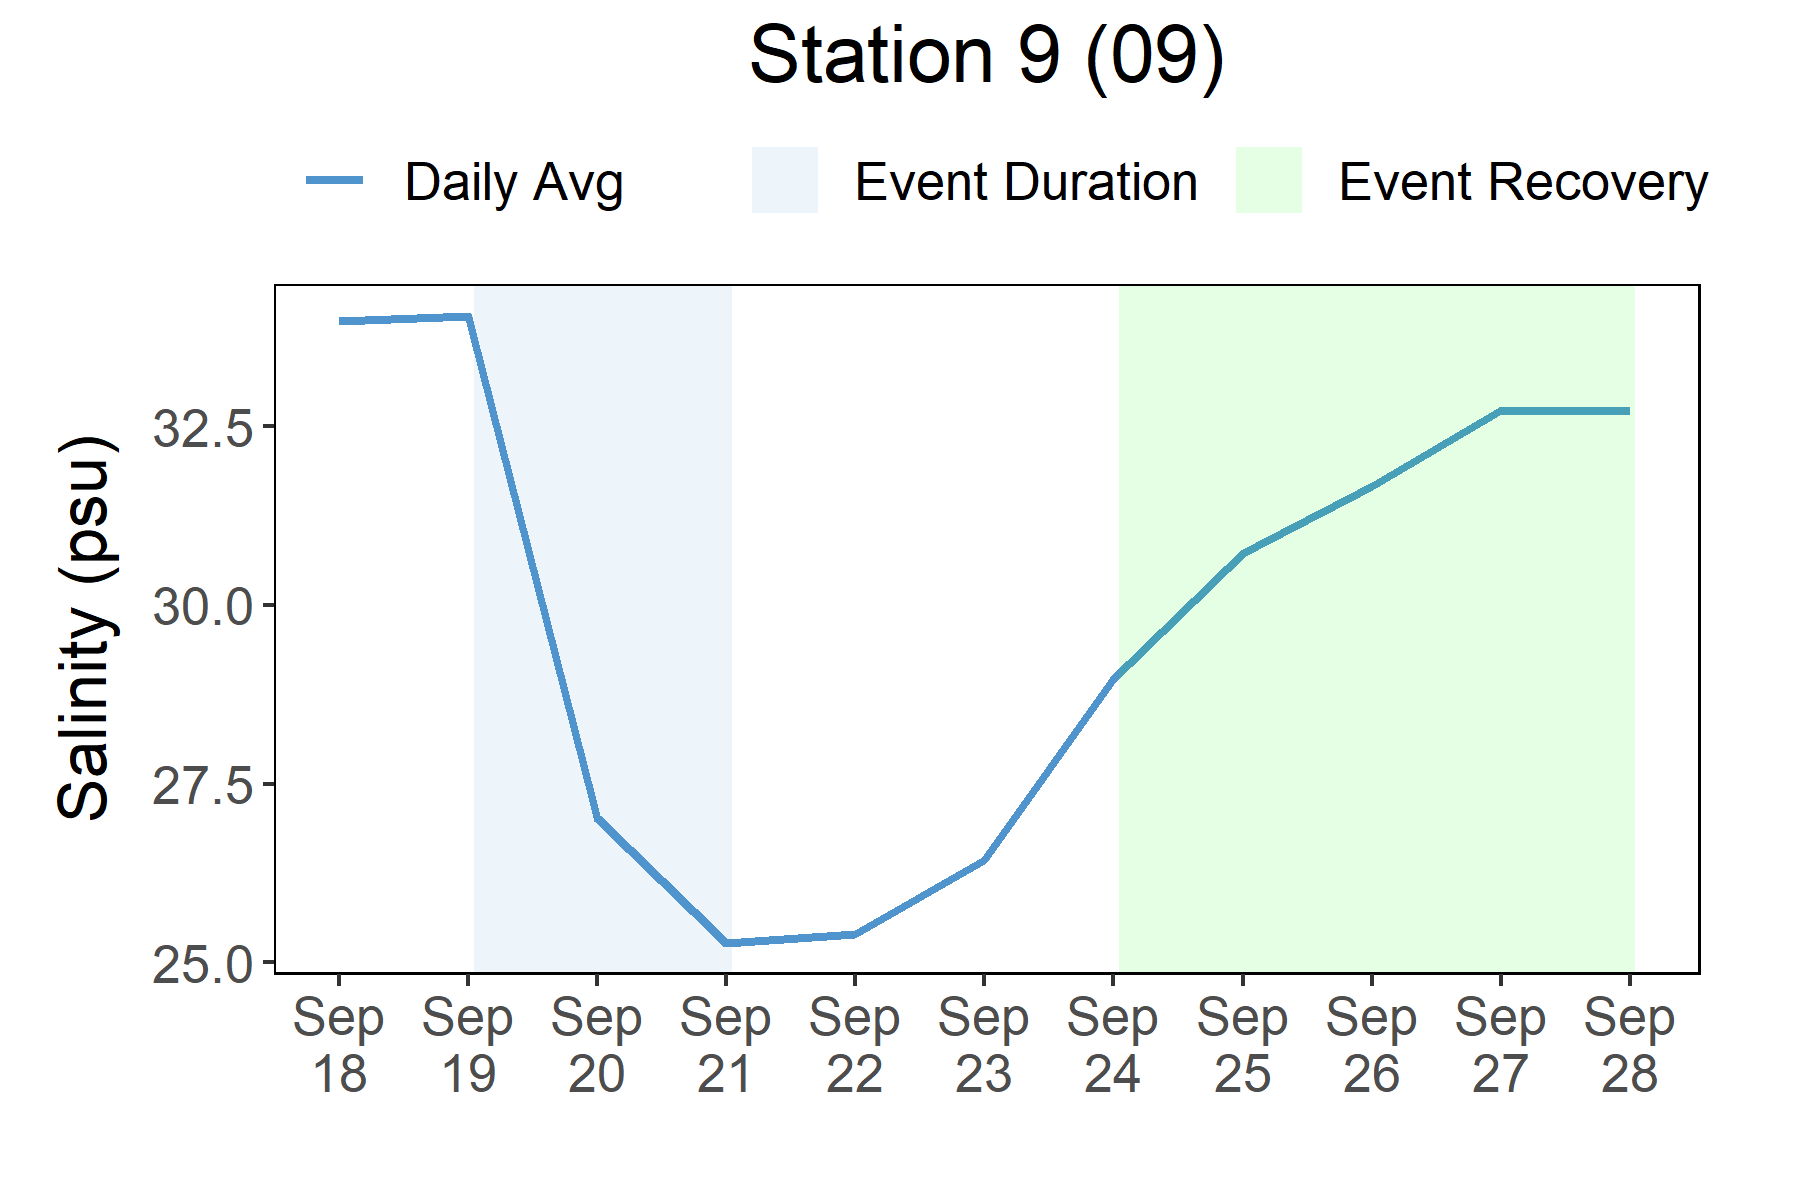 Station 9 (09)
Daily Avg Event Duration Event Recovery
Salinity (psu)
32.5
30.0
27.5
25.0
Sep Sep Sep Sep Sep Sep Sep Sep Sep Sep Sep
18 19 20 21 22 23 24 25 26 27 28